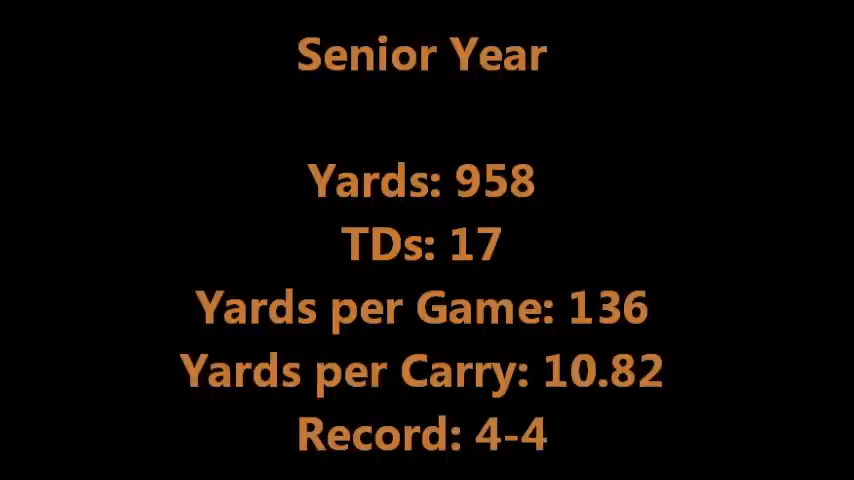 Senior Year
Yards: 958
TDs: 17
Yards per Game: 136
Yards per Carry: 10.82
Record: 4-4